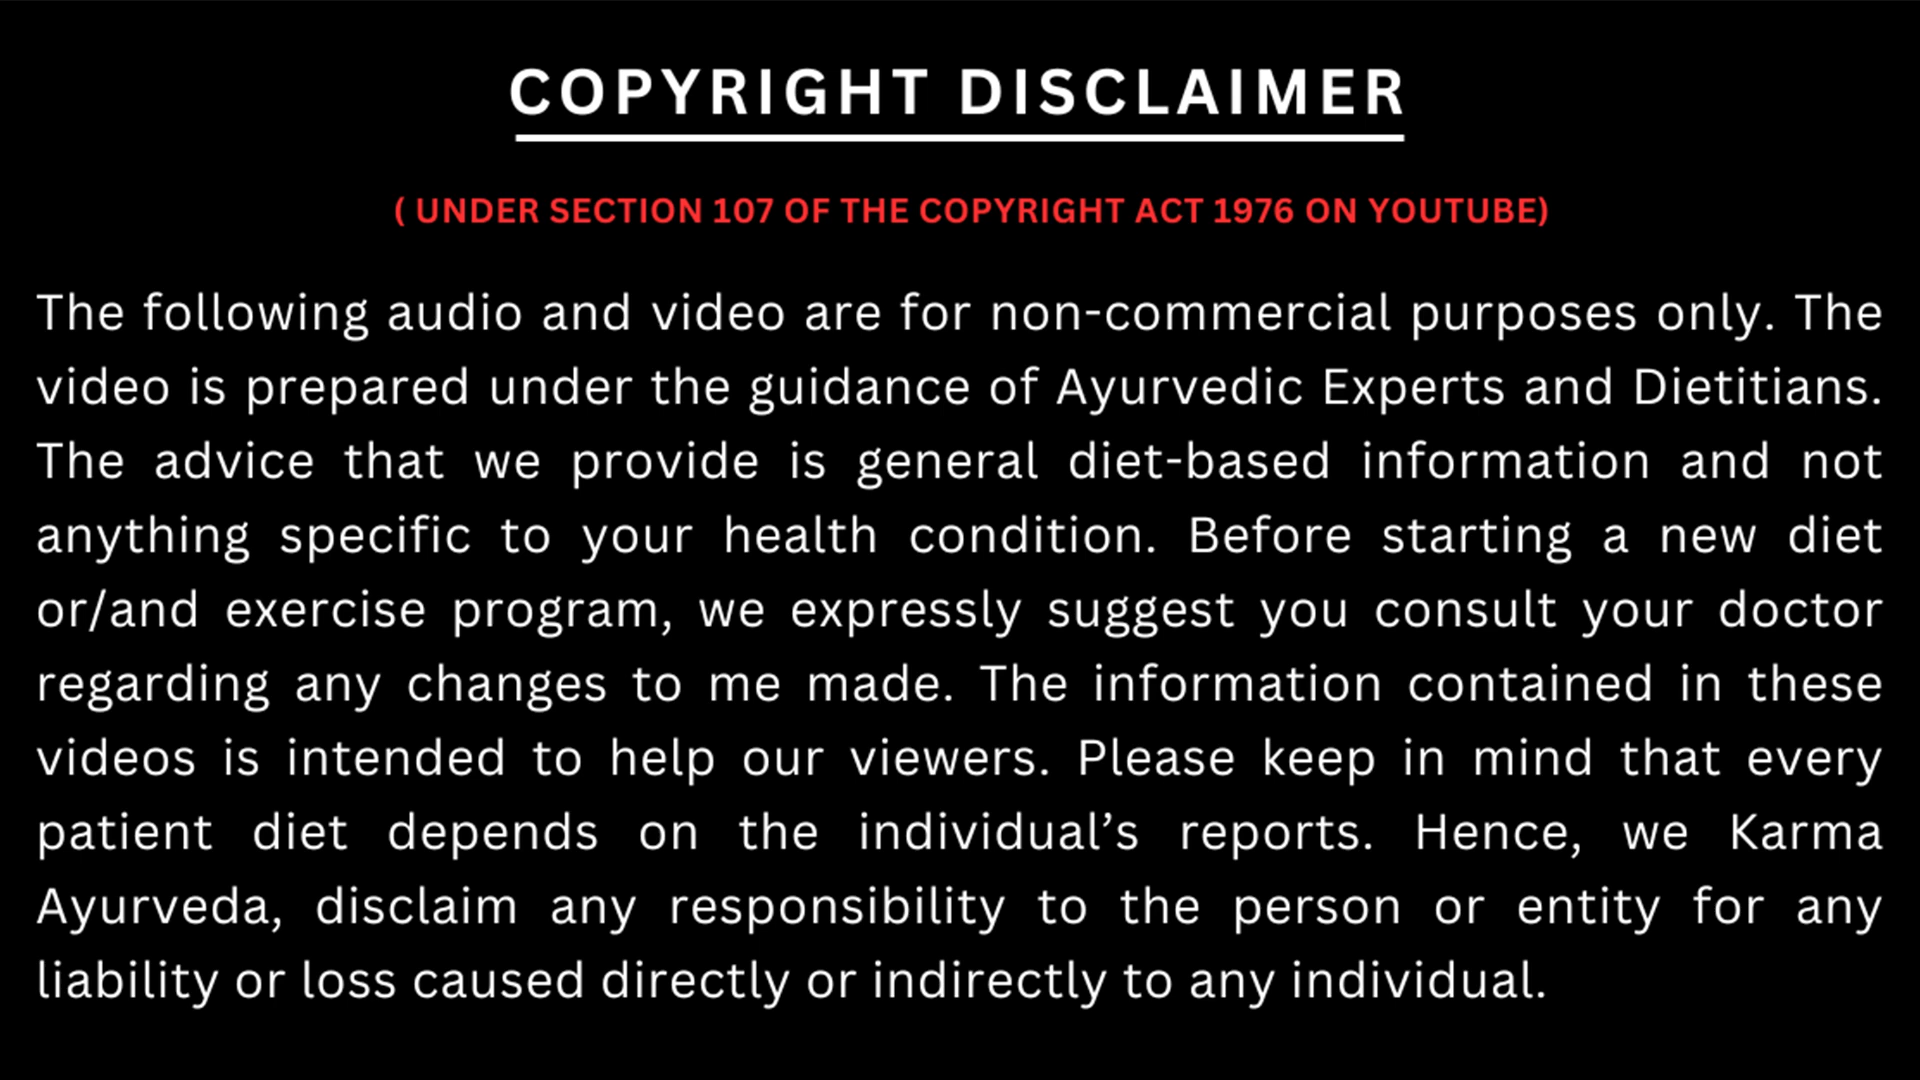 COPYRIGHT DISCLAIMER
( UNDER SECTION 107 OF THE COPYRIGHT ACT 1976 ON YOUTUBE)
The following audio and video are for non-commercial purposes only. The
video is prepared under the guidance of Ayurvedic Experts and Dietitians.
The advice that we provide is general diet-based information and not
anything specific to your health condition. Before starting a new diet
or/and exercise program, we expressly suggest you consult your doctor
regarding any changes to me made. The information contained in these
videos is intended to help our viewers. Please keep in mind that every
patient diet depends on the individual’s reports. Hence, we Karma
Ayurveda, disclaim any responsibility to the person or entity for any
liability or loss caused directly or indirectly to any individual.